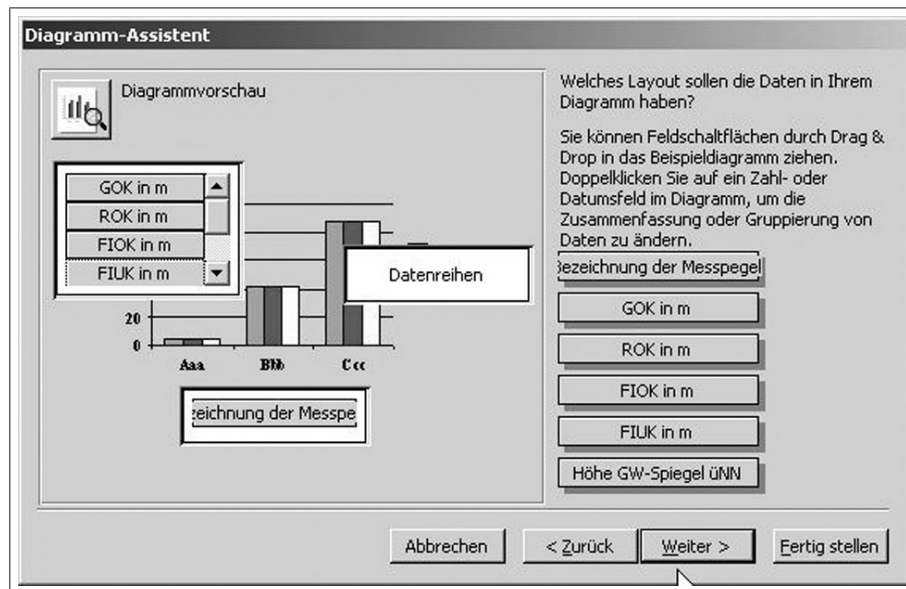 Diagramm-Assistent
Diagrammvorschau
GOK in m
ROK in m
FIOK in m
FIUK in m
Datenreihen
20
0
Aaa
Bbb
Ccc
zeichnung der Messpe
Welches Layout sollen die Daten in Ihrem
Diagramm haben?
Sie können Feldschaltflächen durch Drag &
Drop in das Beispieldiagramm ziehen.
Doppelklicken Sie auf ein Zahl- oder
Datumsfeld im Diagramm, um die
Zusammenfassung oder Gruppierung von
Daten zu ändern.
Bezeichnung der Messpegel
GOK in m
ROK in m
FIOK in m
FIUK in m
Höhe GW-Spiegel üNN
Abbrechen
< Zurück
Weiter >
Fertig stellen